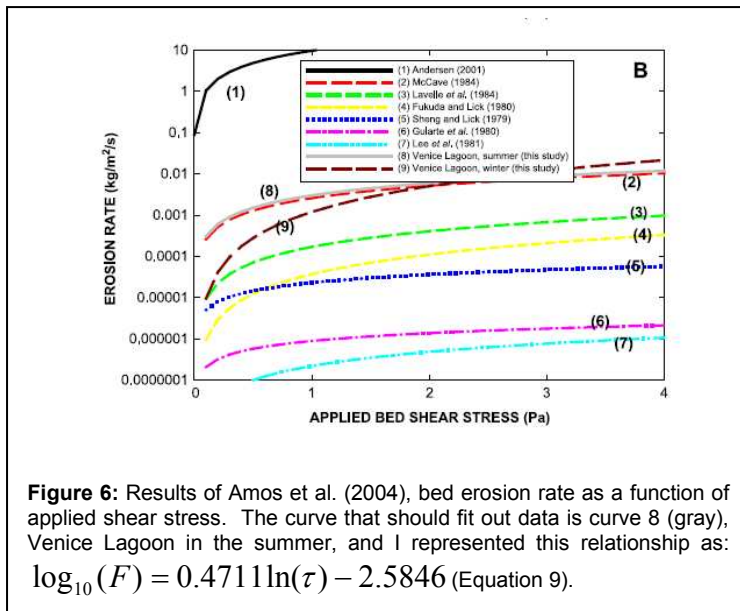 B
10
1
0,1
0.01
0.001
0.0001
0.00001
0,000001
0.0000001
EROSION RATE (kg/m²/s)
0
1
2
3
4
APPLIED BED SHEAR STRESS (Pa)
(1) Andersen (2001)
(2) McCave (1984)
(3) Lavelle et al. (1984)
(4) Fukuda and Lick (1980)
(5) Sheng and Lick (1979)
(6) Gularte et al. (1980)
(7) Lee et al. (1981)
(8) Venice Lagoon, summer (this study)
(9) Venice Lagoon, winter (this study)
(1)
(8)
(2)
(9)
(3)
(4)
(5)
(6)
(7)
Figure 6: Results of Amos et al. (2004), bed erosion rate as a function of
applied shear stress. The curve that should fit out data is curve 8 (gray),
Venice Lagoon in the summer, and I represented this relationship as:
log₁₀(F) = 0.4711ln(τ) − 2.5846 (Equation 9).